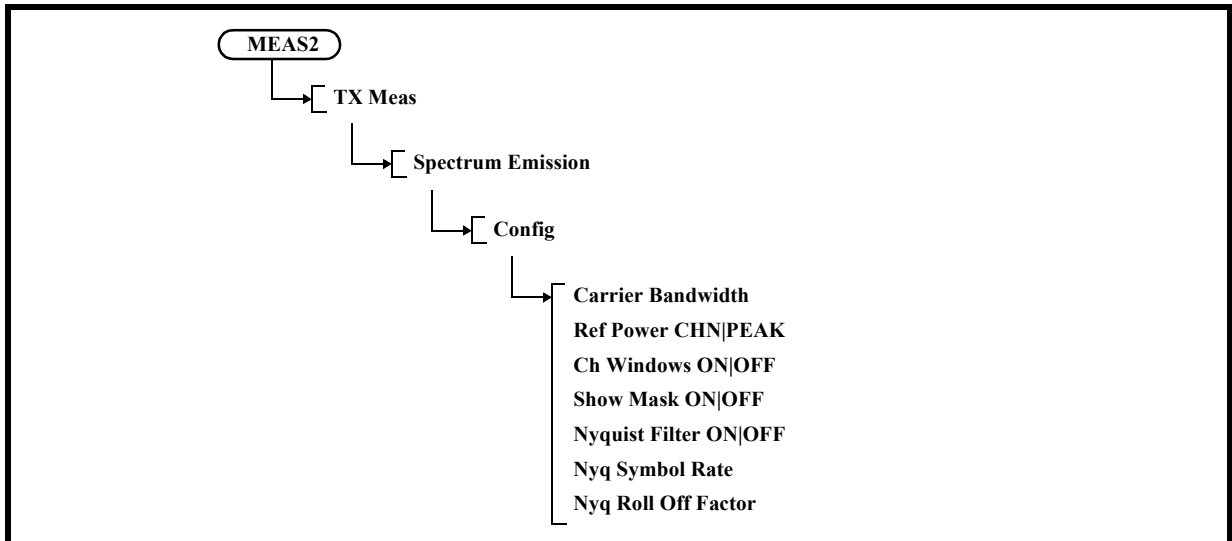 MEAS2
TX Meas
Spectrum Emission
Config
Carrier Bandwidth
Ref Power CHN|PEAK
Ch Windows ON|OFF
Show Mask ON|OFF
Nyquist Filter ON|OFF
Nyq Symbol Rate
Nyq Roll Off Factor